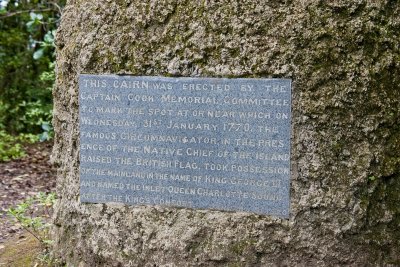 THIS CAIRN WAS ERECTED BY THE
CAPTAIN COOK MEMORIAL COMMITTEE
TO MARK THE SPOT AT OR NEAR WHICH ON
WEDNESDAY, 31ST JANUARY 1770, THE
FAMOUS CIRCUMNAVIGATOR, IN THE PRES-
ENCE OF THE NATIVE CHIEF OF THE ISLAND
RAISED THE BRITISH FLAG, TOOK POSSESSION
OF THE MAINLAND IN THE NAME OF KING GEORGE III
AND NAMED THE INLET QUEEN CHARLOTTE SOUND,
AFTER THE KING'S CONSORT